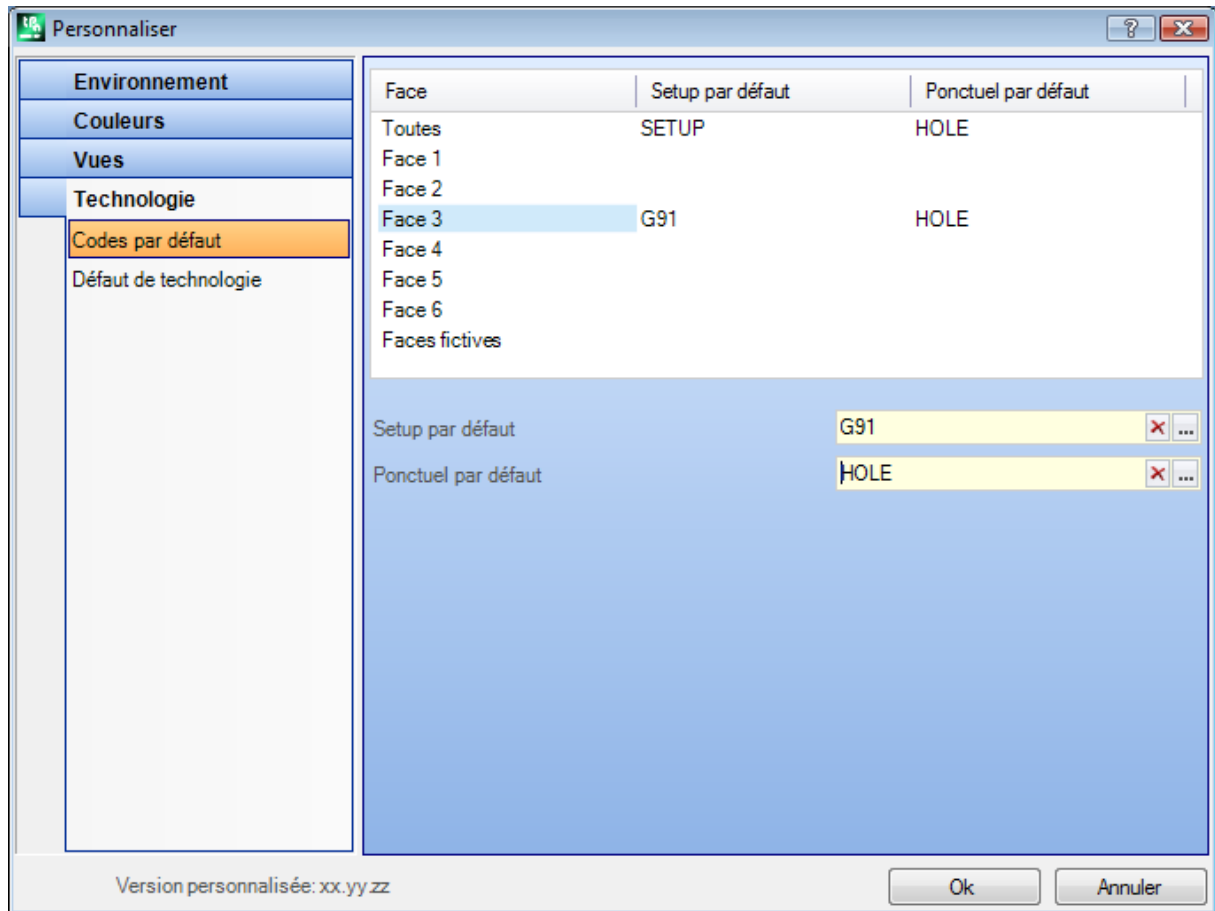 Personnaliser
Environnement
Couleurs
Vues
Technologie
Codes par défaut
Défaut de technologie
Face Setup par défaut Ponctuel par défaut
Toutes SETUP HOLE
Face 1
Face 2
Face 3 G91 HOLE
Face 4
Face 5
Face 6
Faces fictives
Setup par défaut G91 ...
Ponctuel par défaut HOLE ...
Version personnalisée: xx.yy.zz
Ok Annuler